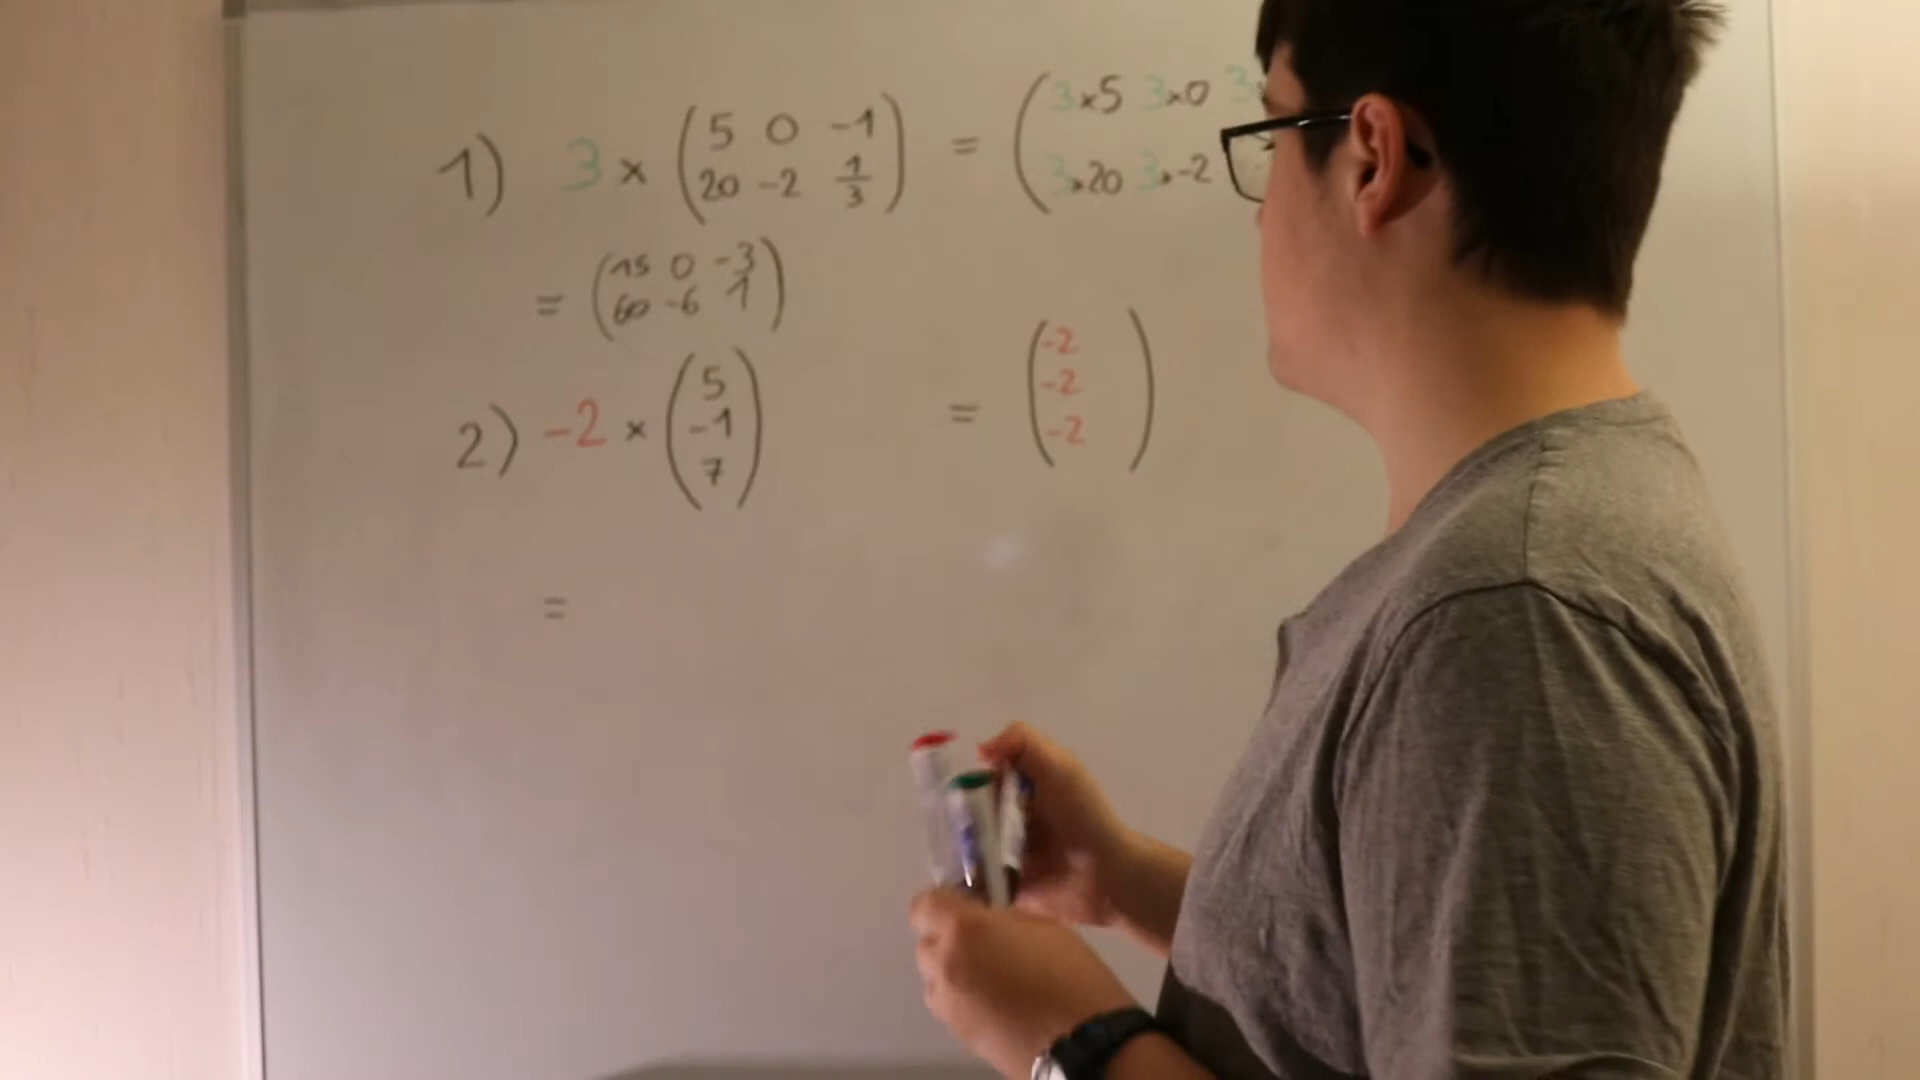 1) 3 × (5 0 -1 = (3×5 3×0 3
20 -2 1/3) 3×20 3×-2
= (15 0 -3
60 -6 1)
2) -2 × (5 = (-2
-1 -2
7) -2 )
=